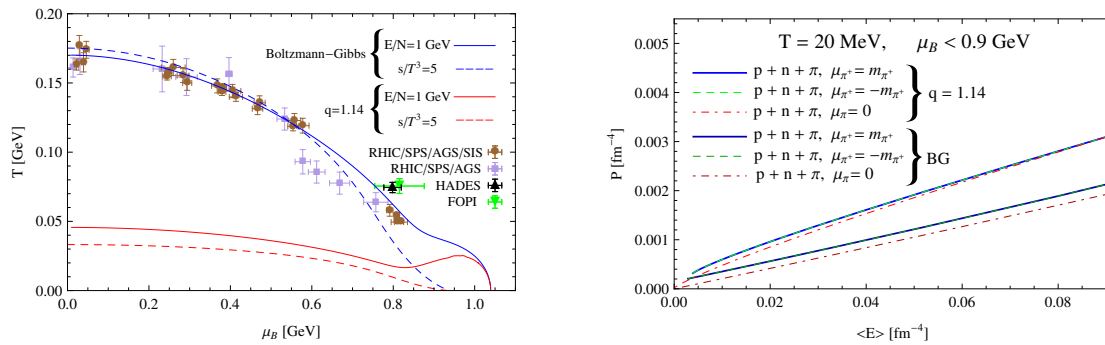 Boltzmann-Gibbs
E/N=1 GeV
s/T³=5
q=1.14
E/N=1 GeV
s/T³=5
RHIC/SPS/AGS/SIS
RHIC/SPS/AGS
HADES
FOPI
T [GeV]
0.20
0.15
0.10
0.05
0.00
0.0 0.2 0.4 0.6 0.8 1.0
μB [GeV]
T = 20 MeV, μB < 0.9 GeV
p + n + π, μπ+ = mπ+
p + n + π, μπ+ = −mπ+
p + n + π, μπ = 0
q = 1.14
p + n + π, μπ+ = mπ+
p + n + π, μπ+ = −mπ+
p + n + π, μπ = 0
BG
P [fm⁻⁴]
0.005
0.004
0.003
0.002
0.001
0.000
0.00 0.02 0.04 0.06 0.08
<E> [fm⁻⁴]